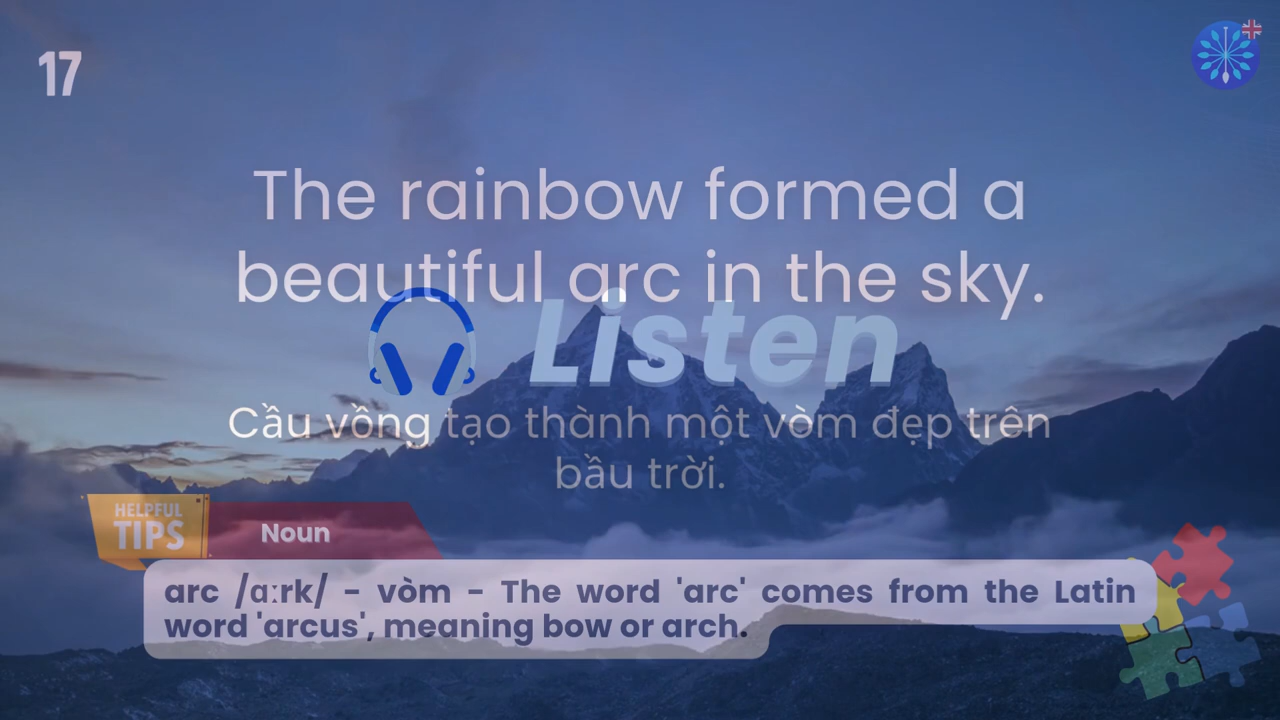 17
The rainbow formed a
beautiful arc in the sky.
Listen
Cầu vồng tạo thành một vòm đẹp trên
bầu trời.
HELPFUL
TIPS
Noun
arc /ɑːrk/ - vòm - The word 'arc' comes from the Latin
word 'arcus', meaning bow or arch.